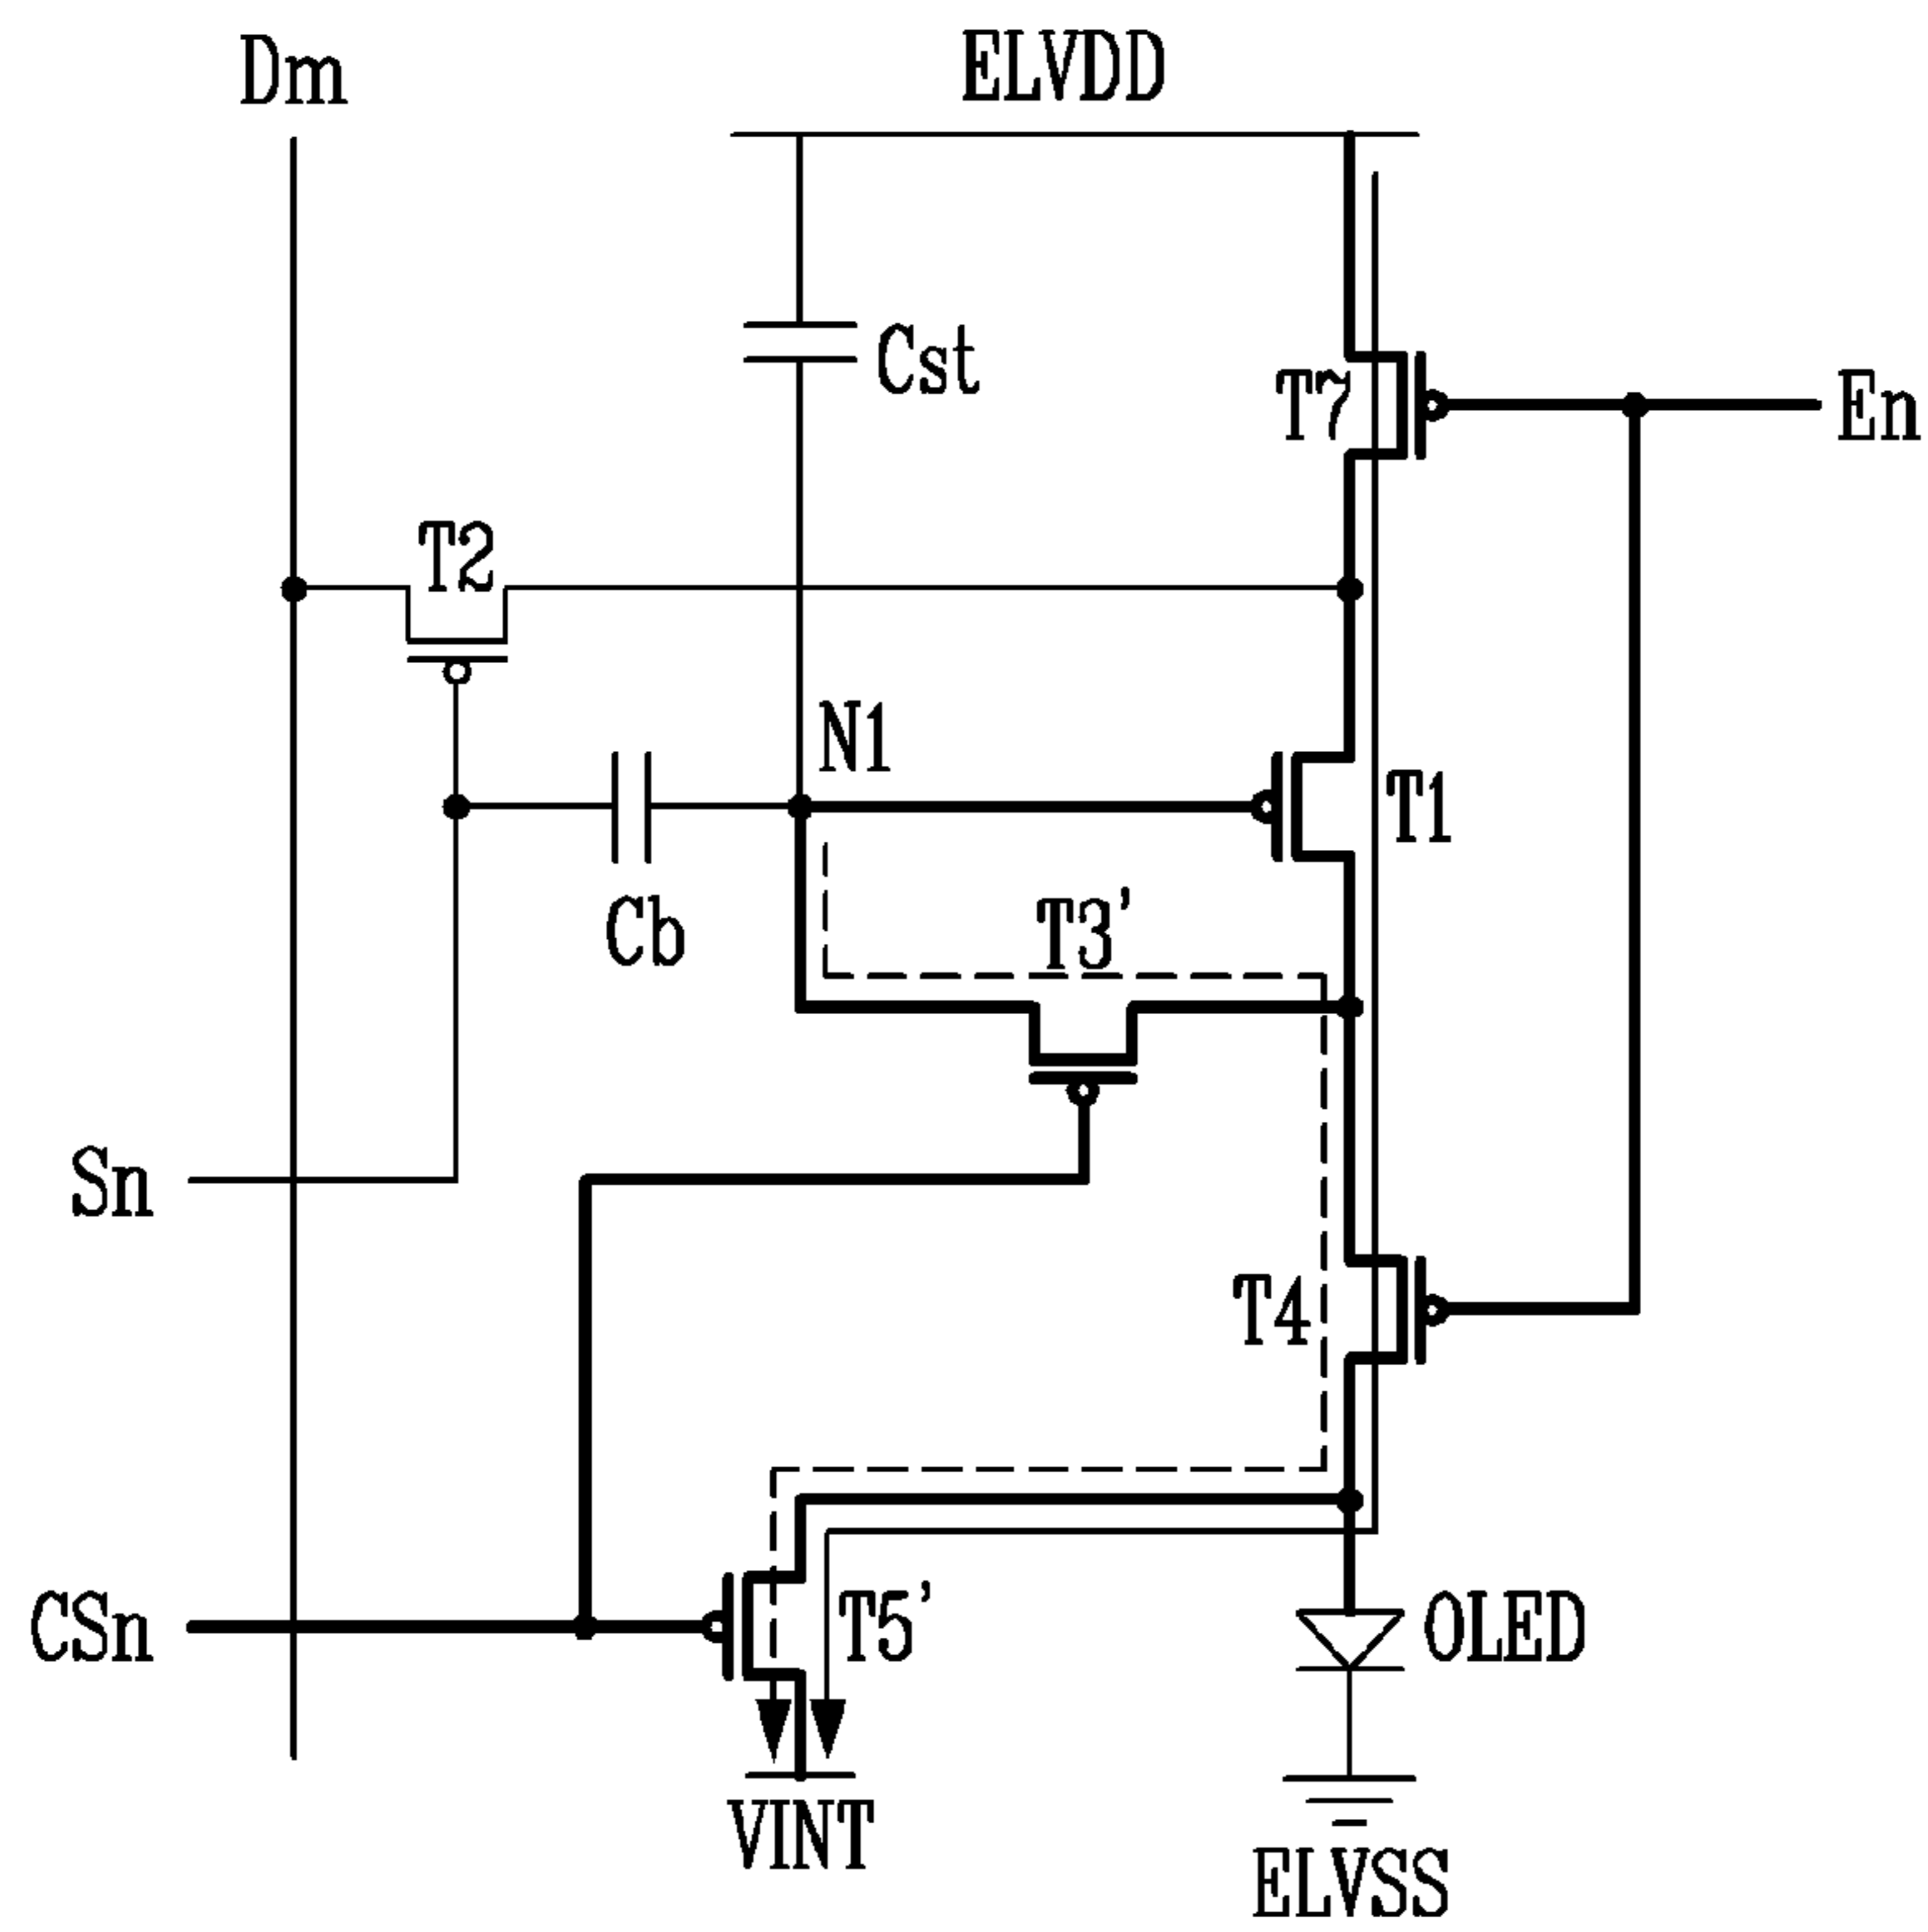 Dm
ELVDD
Cst
T7
En
T2
N1
T1
Cb
T3'
Sn
T4
CSn
T5'
OLED
VINT
ELVSS